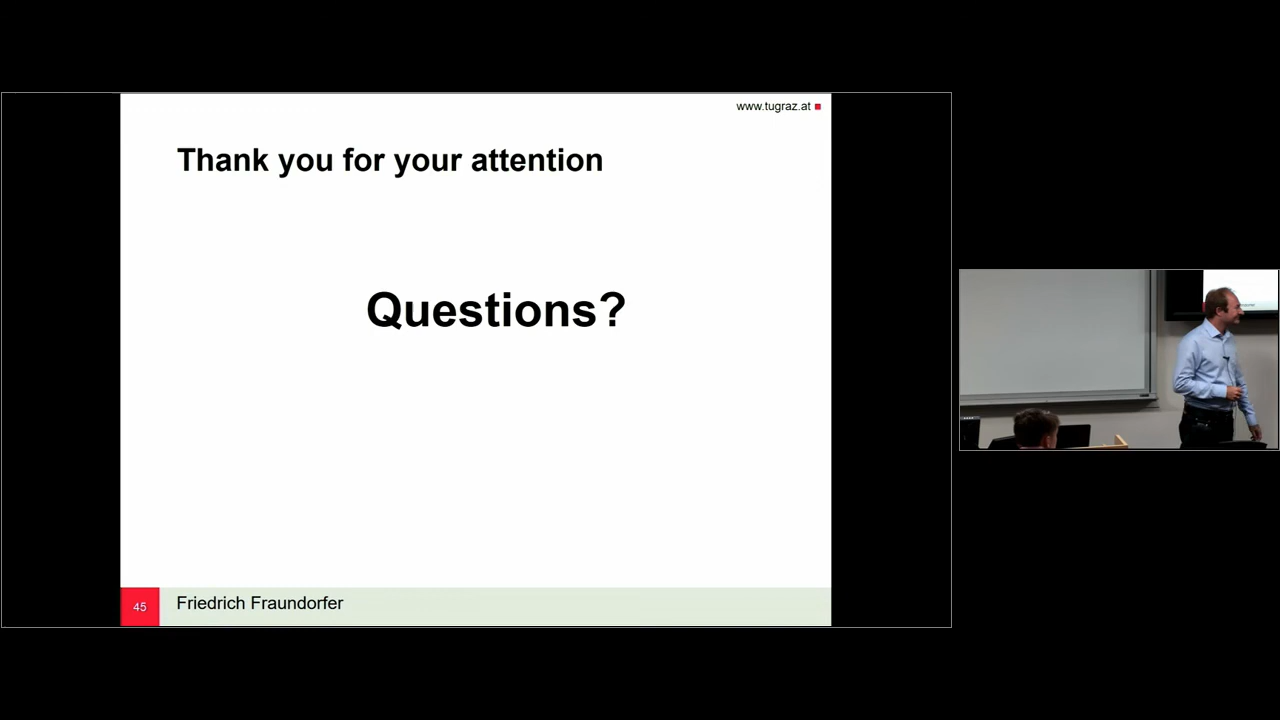 www.tugraz.at
Thank you for your attention
Questions?
45
Friedrich Fraundorfer